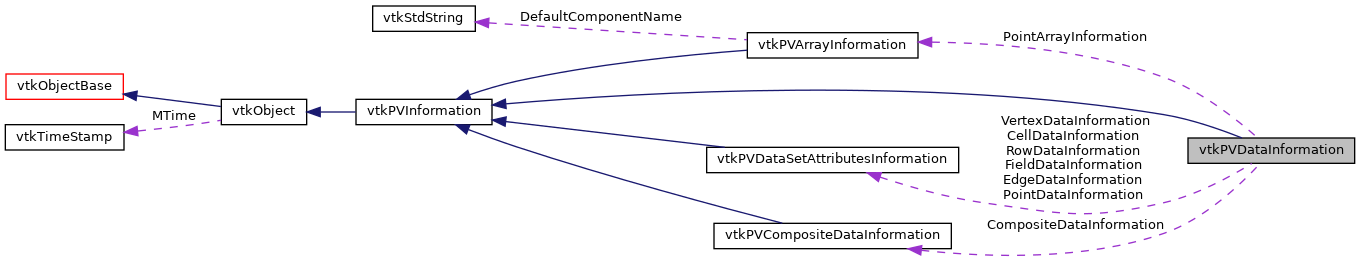 vtkStdString
DefaultComponentName
vtkPVArrayInformation
PointArrayInformation
vtkObjectBase
vtkObject
vtkPVInformation
MTime
vtkTimeStamp
VertexDataInformation
CellDataInformation
RowDataInformation
FieldDataInformation
EdgeDataInformation
PointDataInformation
vtkPVDataInformation
vtkPVDataSetAttributesInformation
CompositeDataInformation
vtkPVCompositeDataInformation